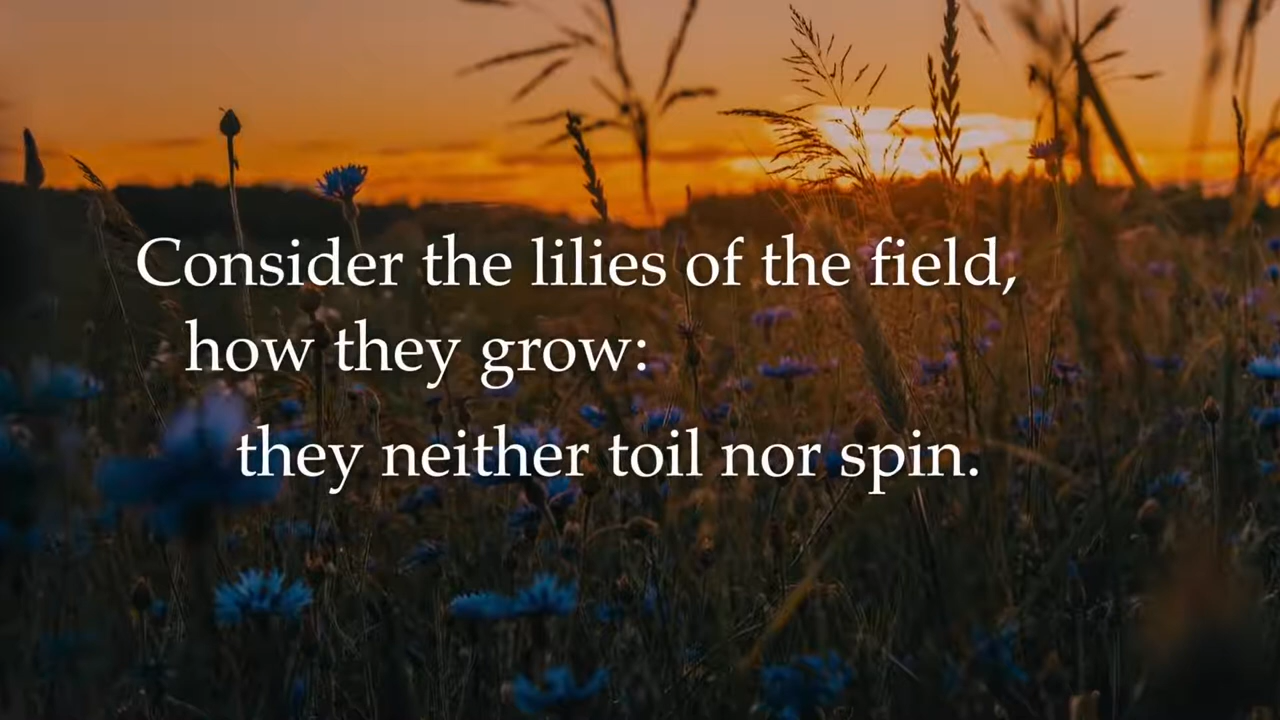 Consider the lilies of the field,
how they grow:
they neither toil nor spin.